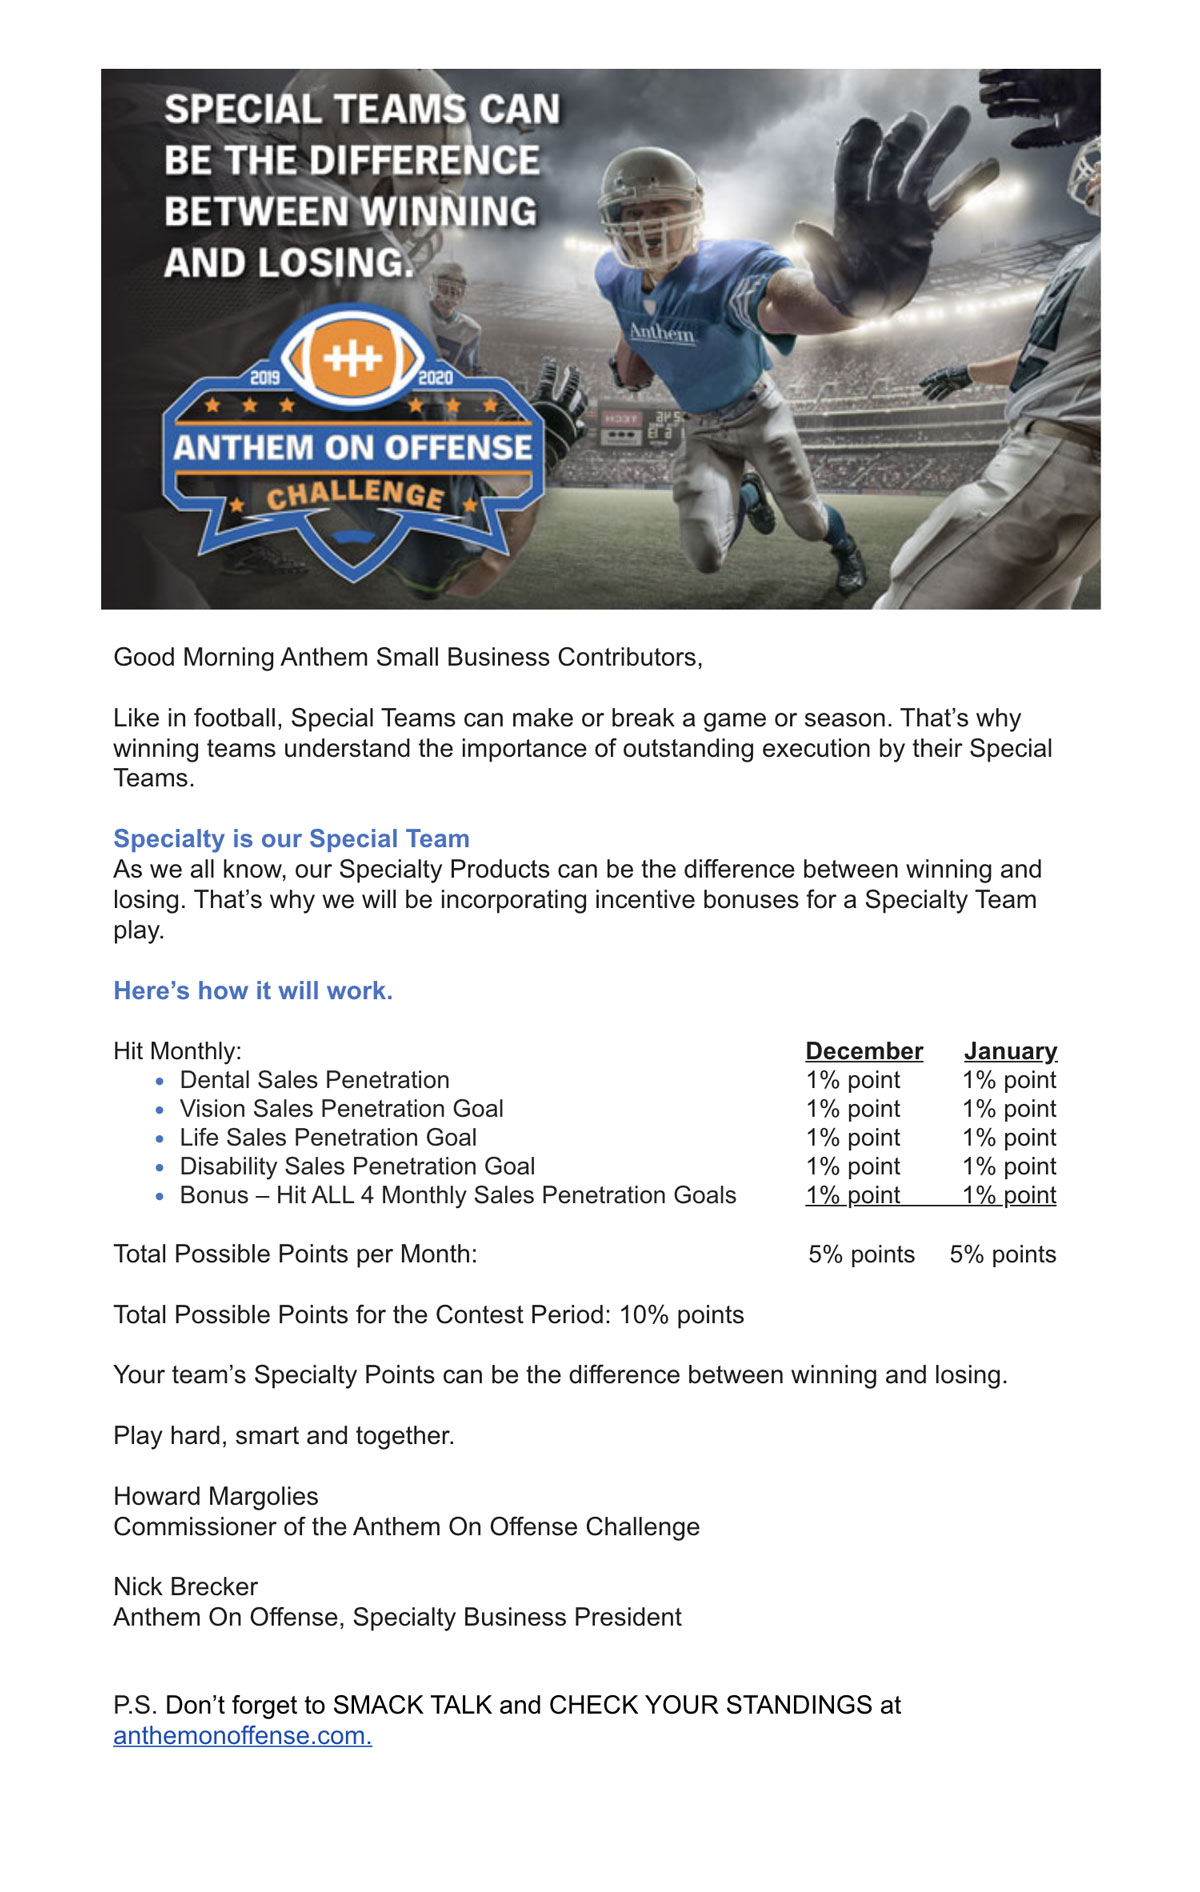 SPECIAL TEAMS CAN
BE THE DIFFERENCE
BETWEEN WINNING
AND LOSING.
Anthem
2019 2020
ANTHEM ON OFFENSE
CHALLENGE
Good Morning Anthem Small Business Contributors,
Like in football, Special Teams can make or break a game or season. That’s why
winning teams understand the importance of outstanding execution by their Special
Teams.
Specialty is our Special Team
As we all know, our Specialty Products can be the difference between winning and
losing. That’s why we will be incorporating incentive bonuses for a Specialty Team
play.
Here’s how it will work.
Hit Monthly: December January
• Dental Sales Penetration 1% point 1% point
• Vision Sales Penetration Goal 1% point 1% point
• Life Sales Penetration Goal 1% point 1% point
• Disability Sales Penetration Goal 1% point 1% point
• Bonus – Hit ALL 4 Monthly Sales Penetration Goals 1% point 1% point
Total Possible Points per Month: 5% points 5% points
Total Possible Points for the Contest Period: 10% points
Your team’s Specialty Points can be the difference between winning and losing.
Play hard, smart and together.
Howard Margolies
Commissioner of the Anthem On Offense Challenge
Nick Brecker
Anthem On Offense, Specialty Business President
P.S. Don’t forget to SMACK TALK and CHECK YOUR STANDINGS at
anthemonoffense.com.